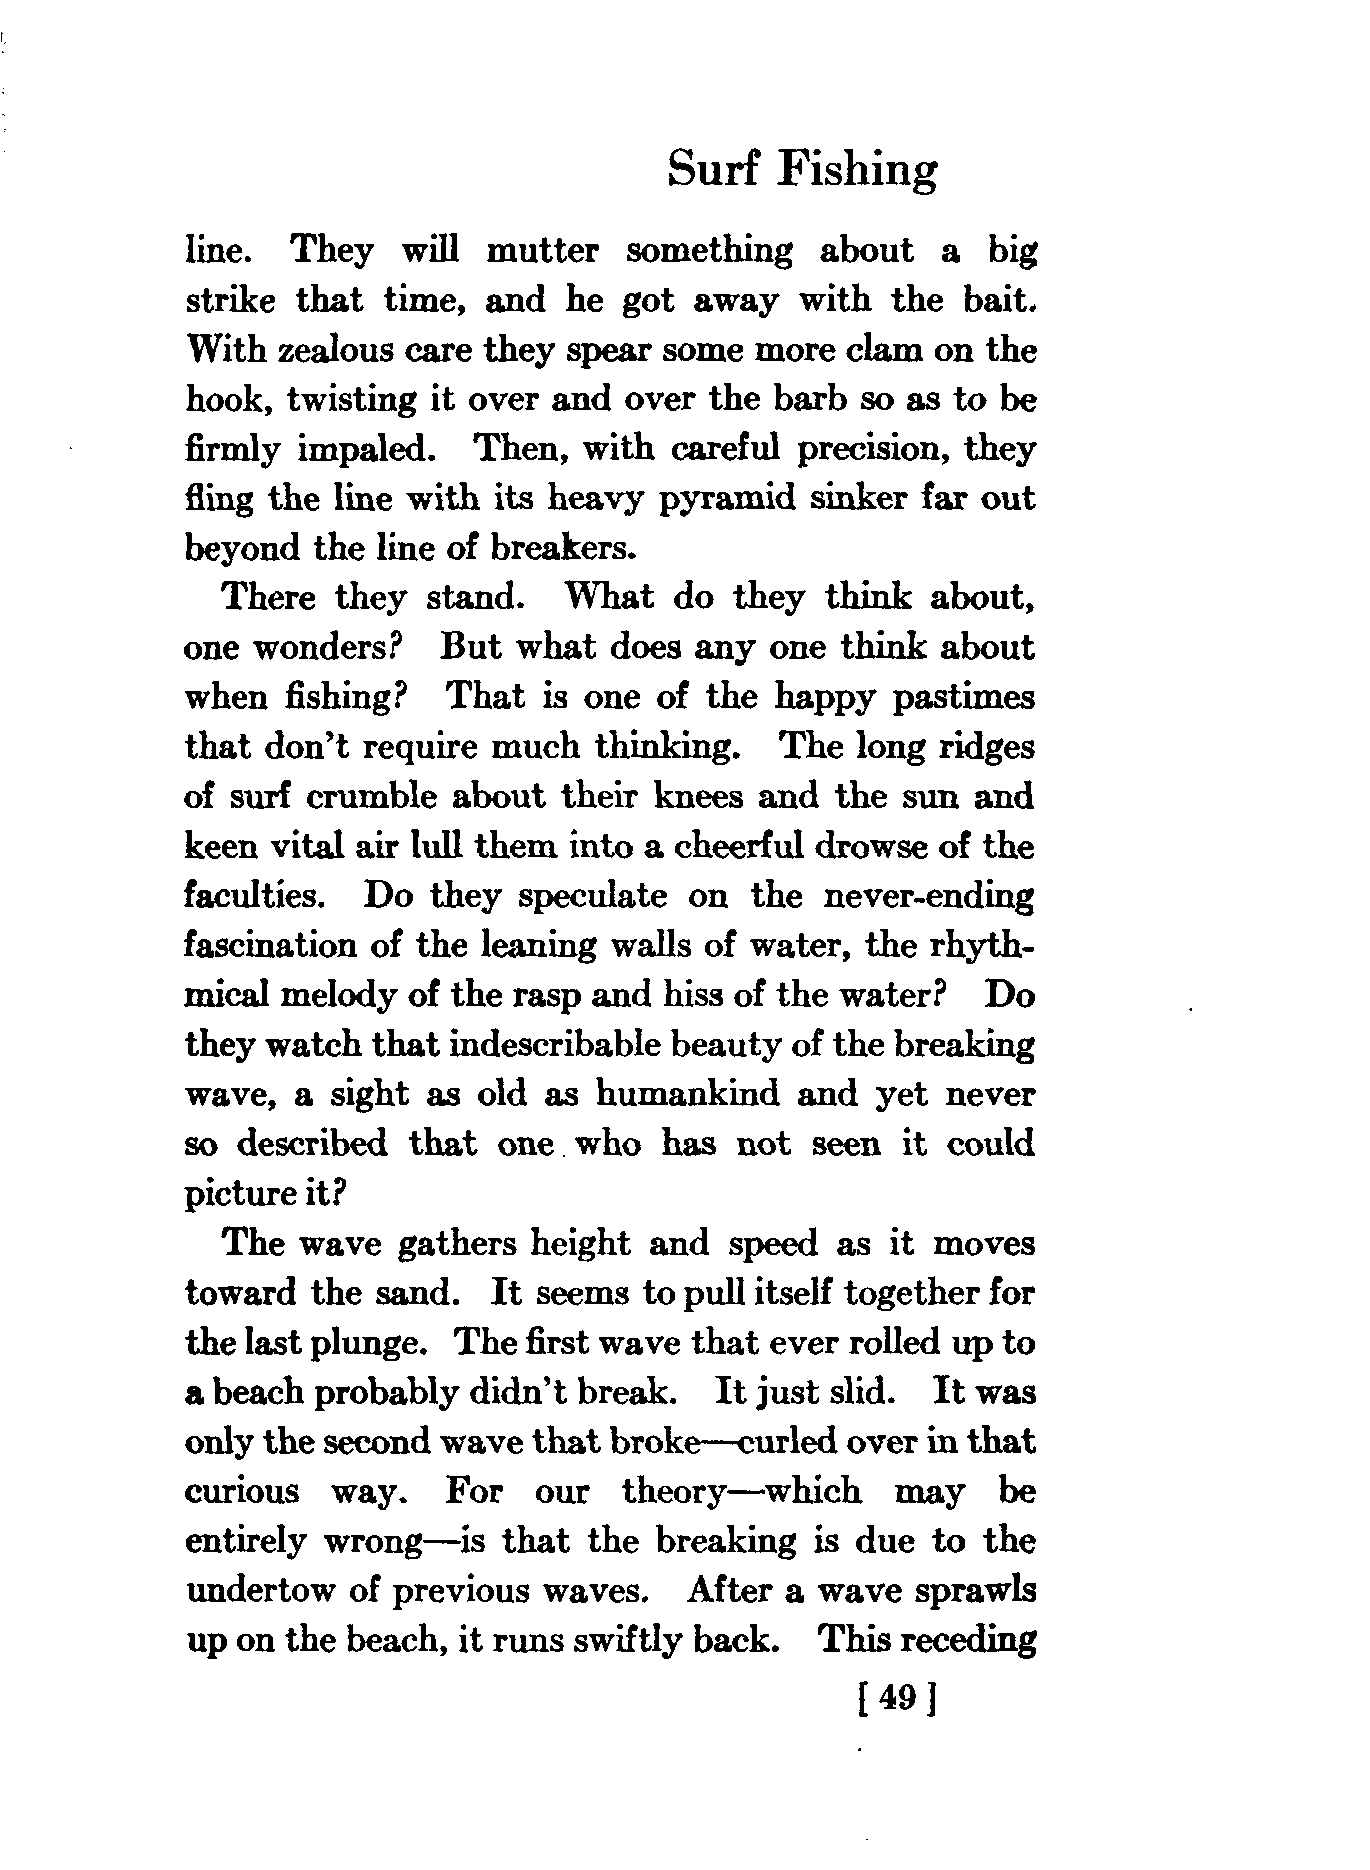 Surf Fishing
line. They will mutter something about a big
strike that time, and he got away with the bait.
With zealous care they spear some more clam on the
hook, twisting it over and over the barb so as to be
firmly impaled. Then, with careful precision, they
fling the line with its heavy pyramid sinker far out
beyond the line of breakers.
There they stand. What do they think about,
one wonders? But what does any one think about
when fishing? That is one of the happy pastimes
that don't require much thinking. The long ridges
of surf crumble about their knees and the sun and
keen vital air lull them into a cheerful drowse of the
faculties. Do they speculate on the never-ending
fascination of the leaning walls of water, the rhyth-
mical melody of the rasp and hiss of the water? Do
they watch that indescribable beauty of the breaking
wave, a sight as old as humankind and yet never
so described that one who has not seen it could
picture it?
The wave gathers height and speed as it moves
toward the sand. It seems to pull itself together for
the last plunge. The first wave that ever rolled up to
a beach probably didn't break. It just slid. It was
only the second wave that broke—curled over in that
curious way. For our theory—which may be
entirely wrong—is that the breaking is due to the
undertow of previous waves. After a wave sprawls
up on the beach, it runs swiftly back. This receding
[ 49 ]